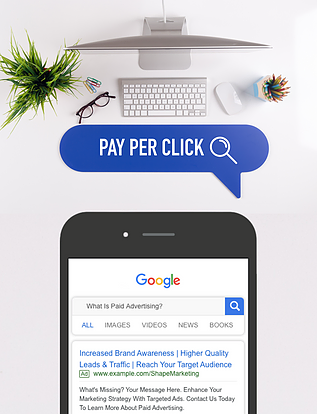 PAY PER CLICK
Google
What Is Paid Advertising?
ALL IMAGES VIDEOS NEWS BOOKS
Increased Brand Awareness | Higher Quality
Leads & Traffic | Reach Your Target Audience
Ad www.example.com/ShapeMarketing
What's Missing? Your Message Here. Enhance Your
Marketing Strategy With Targeted Ads. Contact Us Today
To Learn More About Paid Advertising.